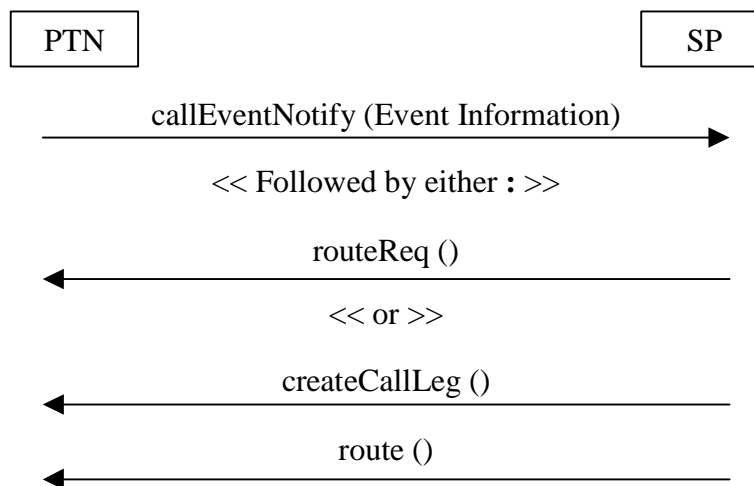 PTN
SP
callEventNotify (Event Information)
<< Followed by either : >>
routeReq ()
<< or >>
createCallLeg ()
route ()